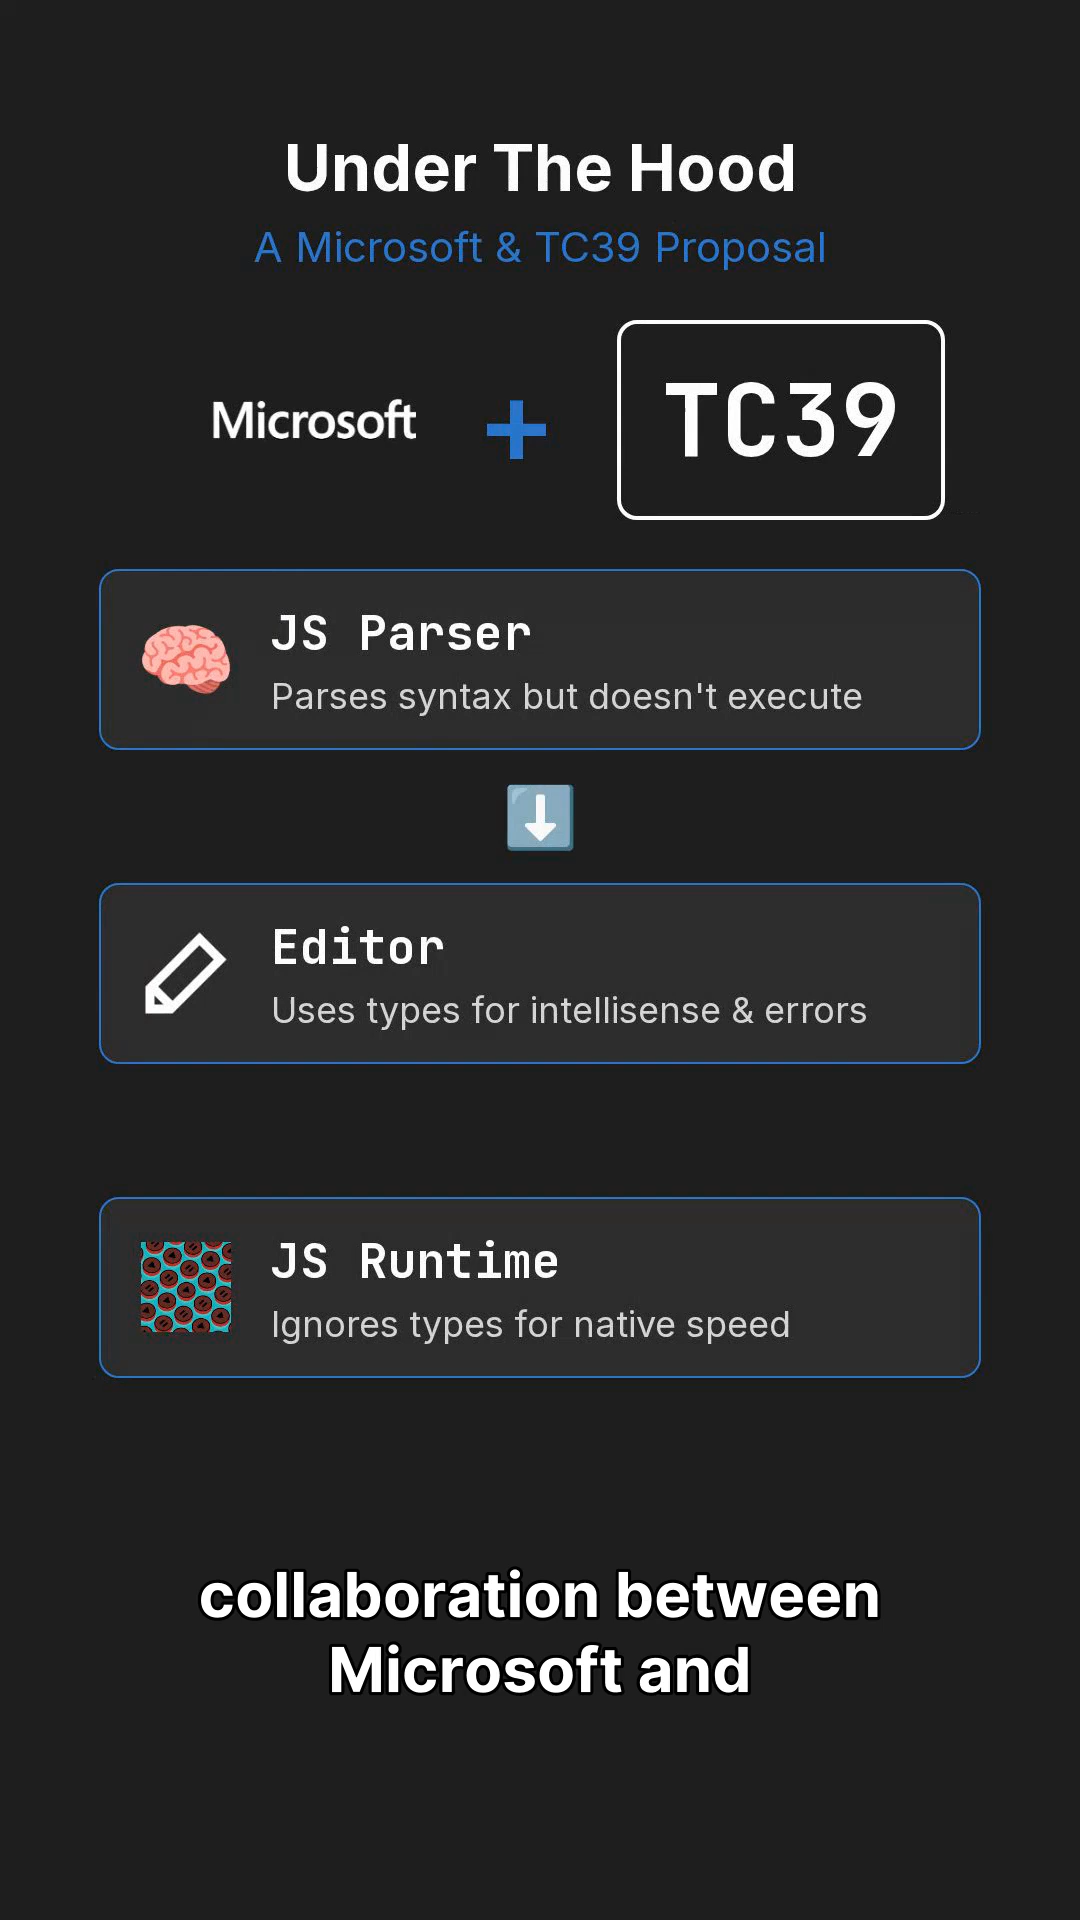 Under The Hood
A Microsoft & TC39 Proposal
Microsoft + TC39
JS Parser
Parses syntax but doesn't execute
Editor
Uses types for intellisense & errors
JS Runtime
Ignores types for native speed
collaboration between
Microsoft and